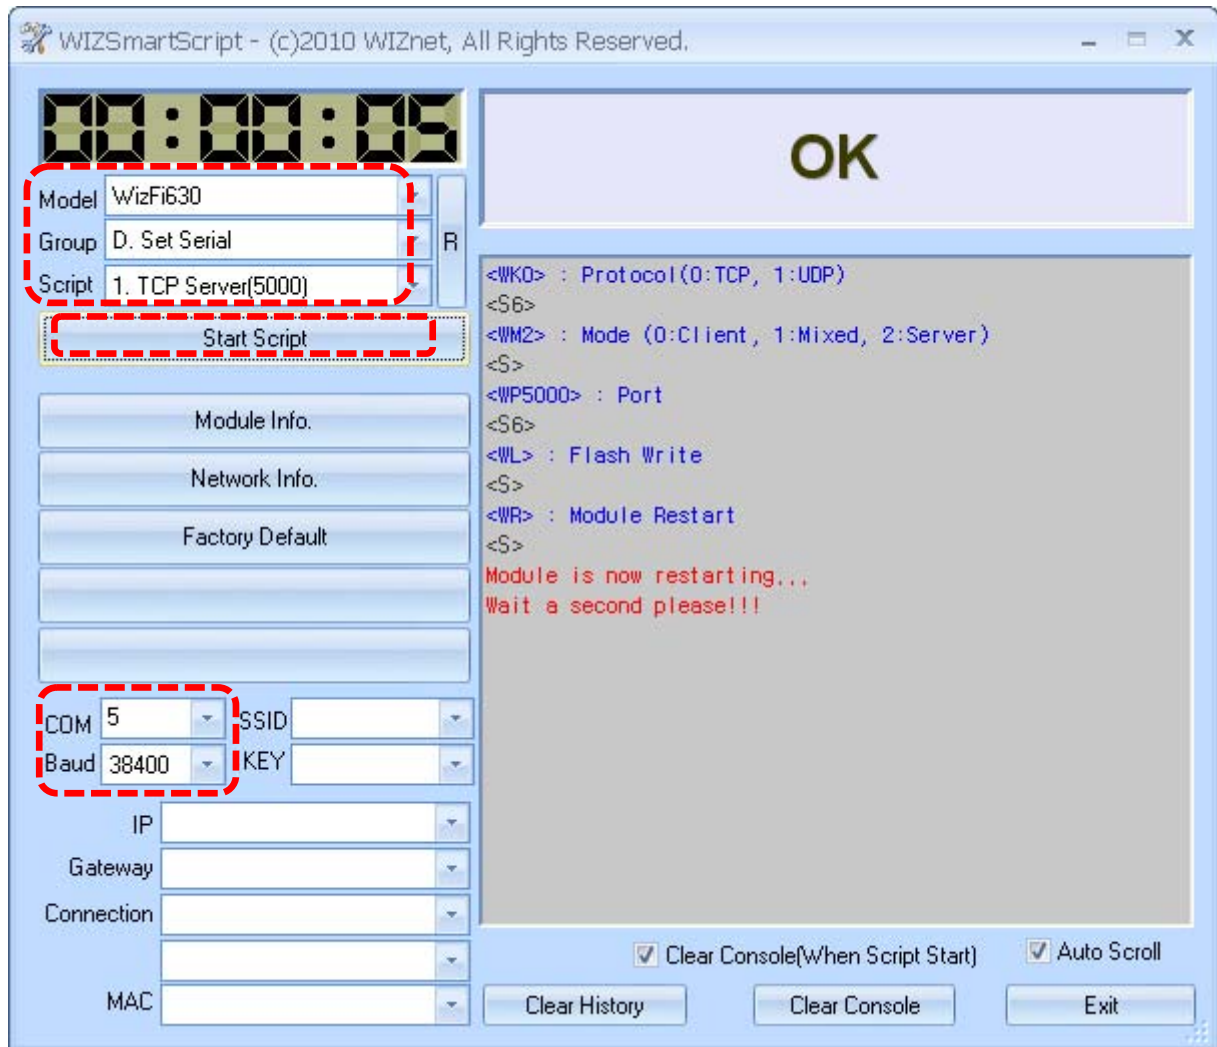 WIZSmartScript - (c)2010 WIZnet, All Rights Reserved.
00:00:05
OK
Model WizFi630
Group D. Set Serial
R
Script 1. TCP Server(5000)
Start Script
Module Info.
Network Info.
Factory Default
COM 5 SSID
Baud 38400 KEY
IP
Gateway
Connection
MAC
<WK0> : Protocol(0:TCP, 1:UDP)
<S6>
<WM2> : Mode (0:Client, 1:Mixed, 2:Server)
<S>
<WP5000> : Port
<S6>
<WL> : Flash Write
<S>
<WR> : Module Restart
<S>
Module is now restarting...
Wait a second please!!!
Clear Console(When Script Start) Auto Scroll
Clear History Clear Console Exit